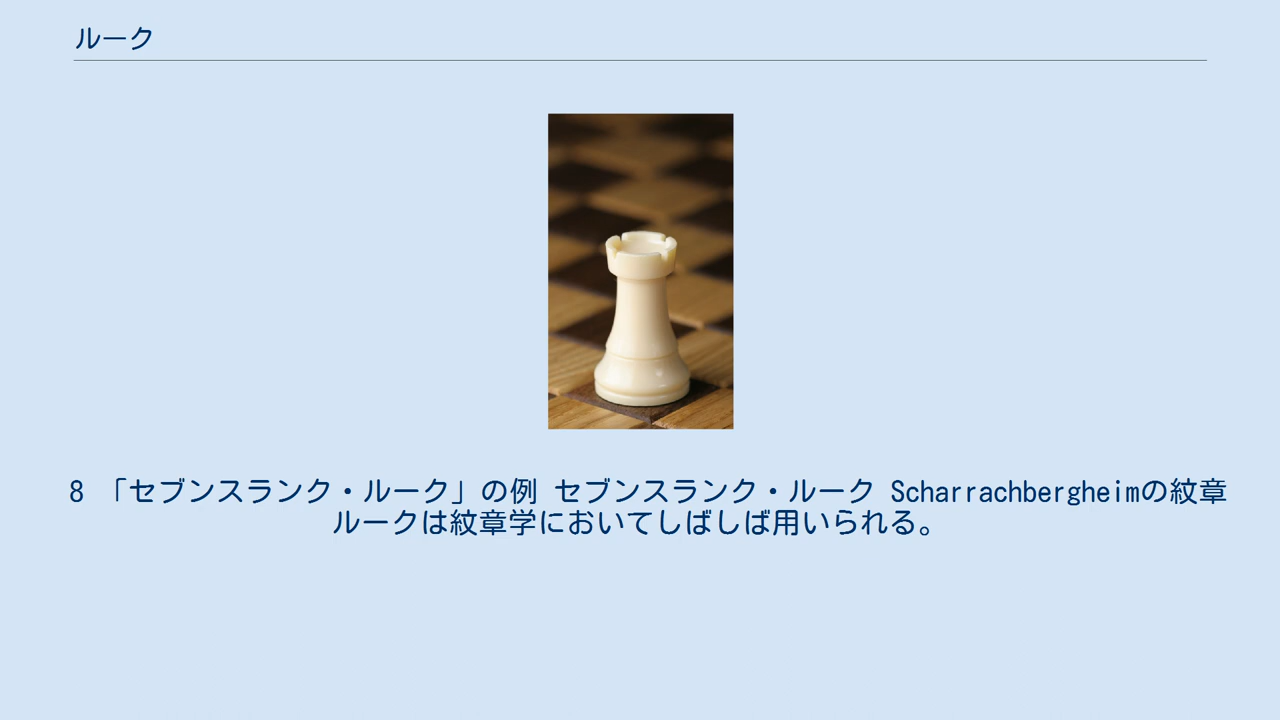 ルーク
8 「セブンスランク・ルーク」の例 セブンスランク・ルーク Scharrachbergheimの紋章
ルークは紋章学においてしばしば用いられる。